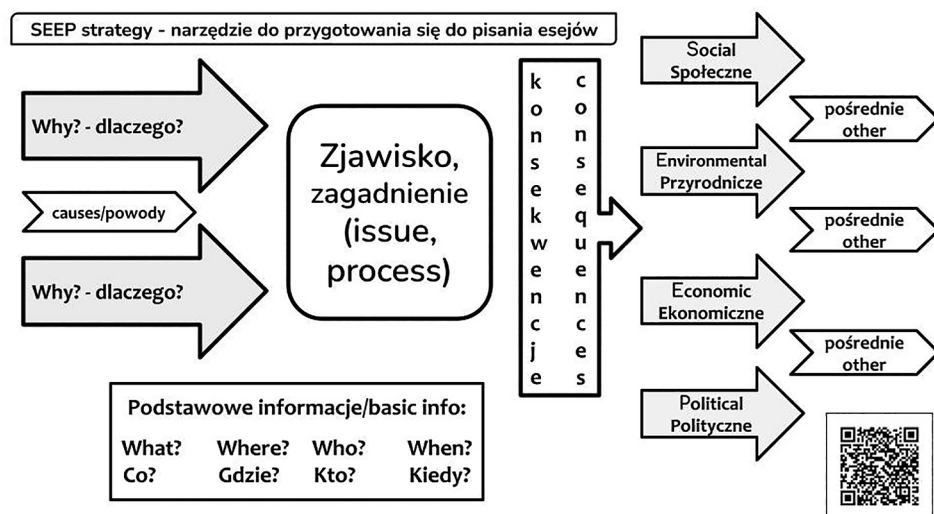 SEEP strategy - narzędzie do przygotowania się do pisania esejów
Why? - dlaczego?
causes/powody
Why? - dlaczego?
Zjawisko,
zagadnienie
(issue,
process)
konsekwencje
consequences
Social
Społeczne
pośrednie
other
Environmental
Przyrodnicze
pośrednie
other
Economic
Ekonomiczne
pośrednie
other
Political
Polityczne
Podstawowe informacje/basic info:
What? Where? Who? When?
Co? Gdzie? Kto? Kiedy?